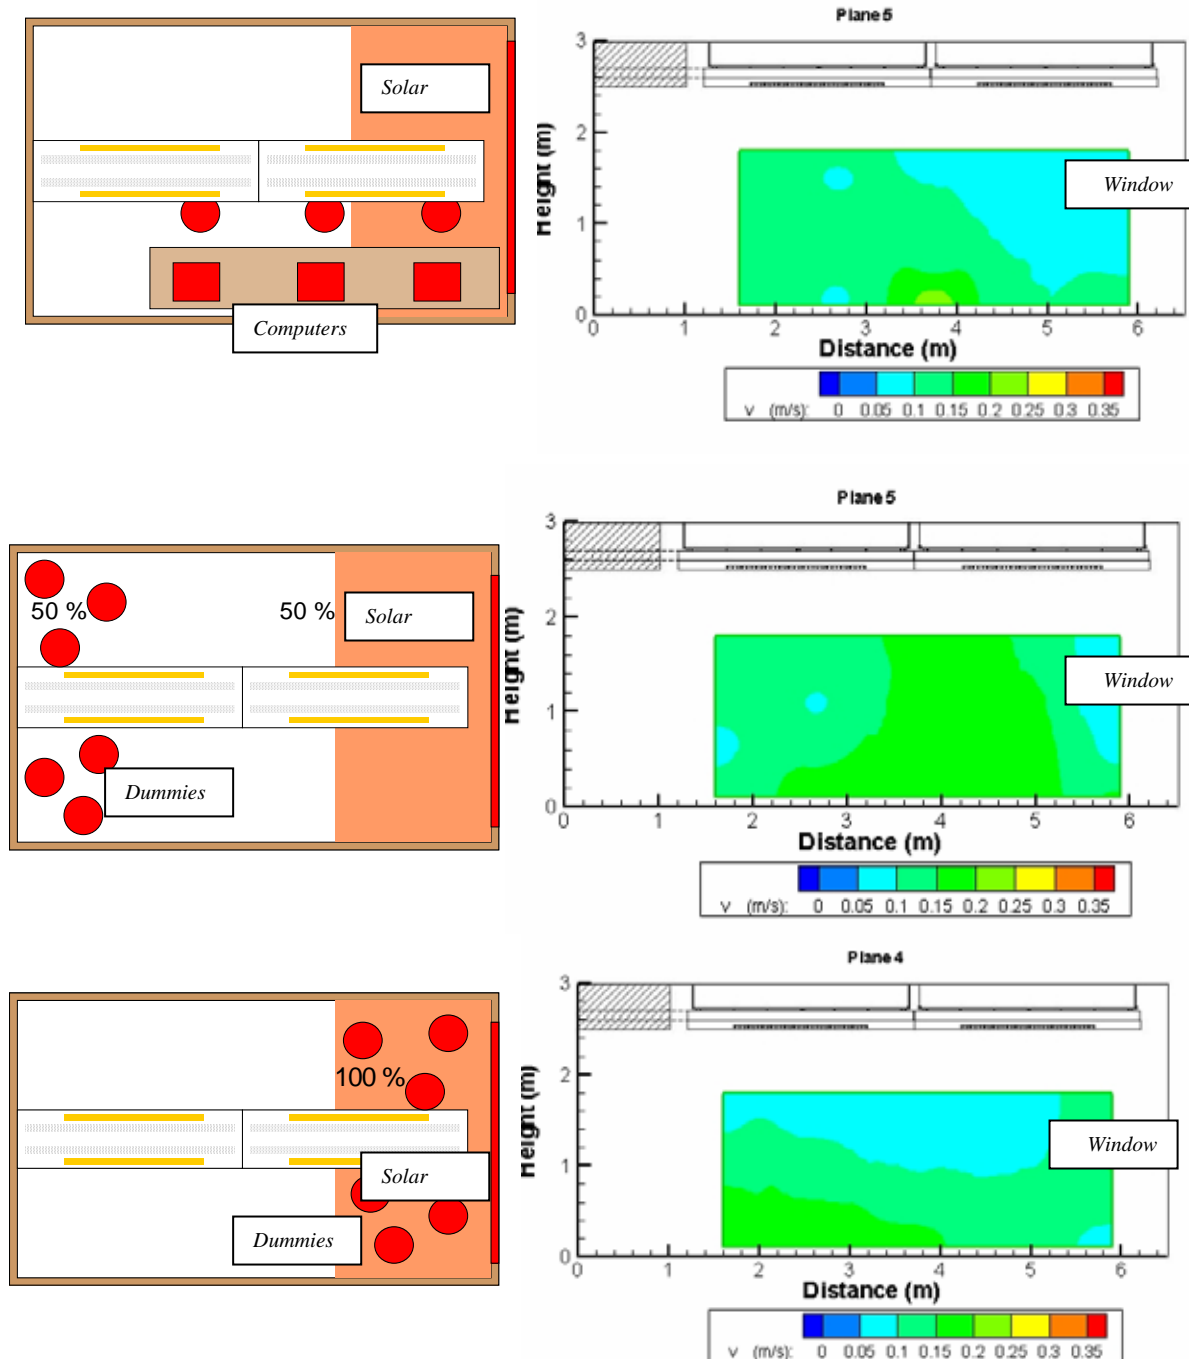 Solar
Computers
Plane 5
Height (m)
3
2
1
0
0 1 2 3 4 5 6
Distance (m)
Window
v (m/s): 0 0.05 0.1 0.15 0.2 0.25 0.3 0.35
50 %
50 %
Solar
Dummies
Plane 5
Height (m)
3
2
1
0
0 1 2 3 4 5 6
Distance (m)
Window
v (m/s): 0 0.05 0.1 0.15 0.2 0.25 0.3 0.35
100 %
Solar
Dummies
Plane 4
Height (m)
3
2
1
0
0 1 2 3 4 5 6
Distance (m)
Window
v (m/s): 0 0.05 0.1 0.15 0.2 0.25 0.3 0.35